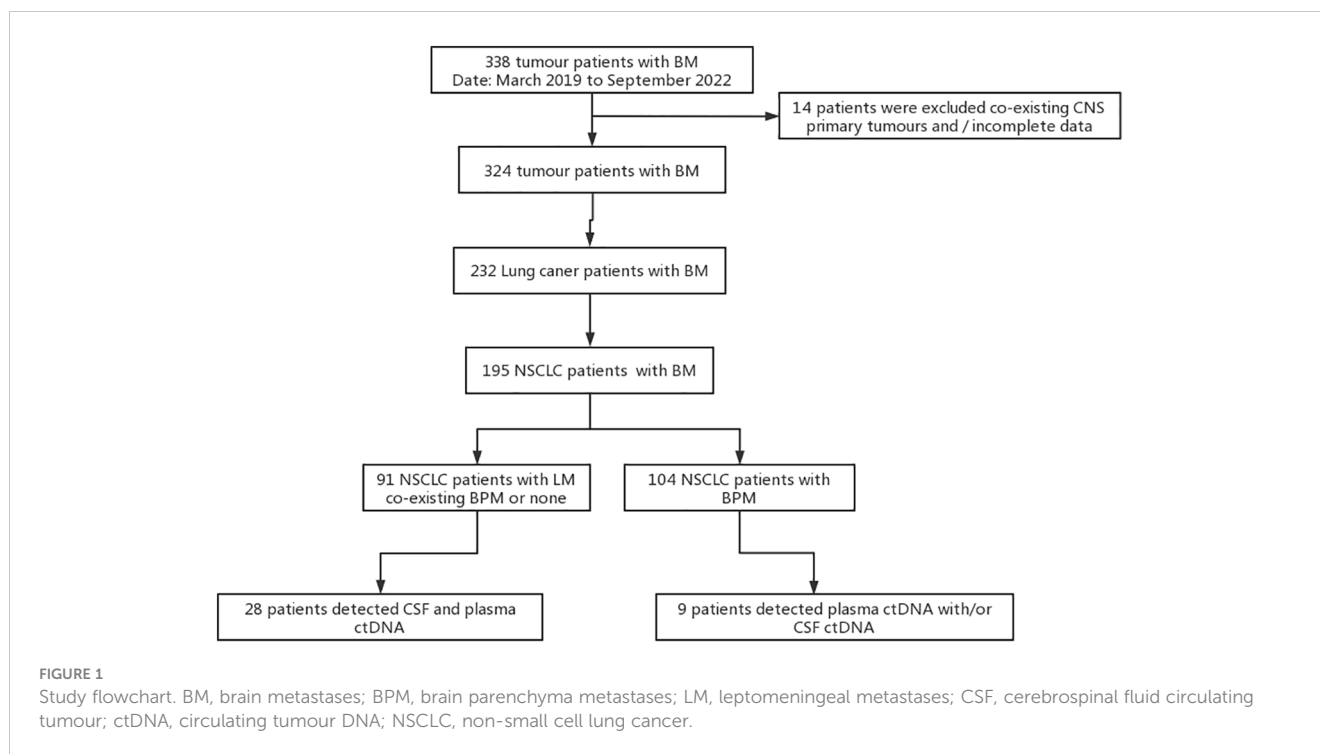 338 tumour patients with BM
Date: March 2019 to September 2022
14 patients were excluded co-existing CNS
primary tumours and / incomplete data
324 tumour patients with BM
232 Lung caner patients with BM
195 NSCLC patients with BM
91 NSCLC patients with LM
co-existing BPM or none
104 NSCLC patients with
BPM
28 patients detected CSF and plasma
ctDNA
9 patients detected plasma ctDNA with/or
CSF ctDNA
FIGURE 1
Study flowchart. BM, brain metastases; BPM, brain parenchyma metastases; LM, leptomeningeal metastases; CSF, cerebrospinal fluid circulating
tumour; ctDNA, circulating tumour DNA; NSCLC, non-small cell lung cancer.